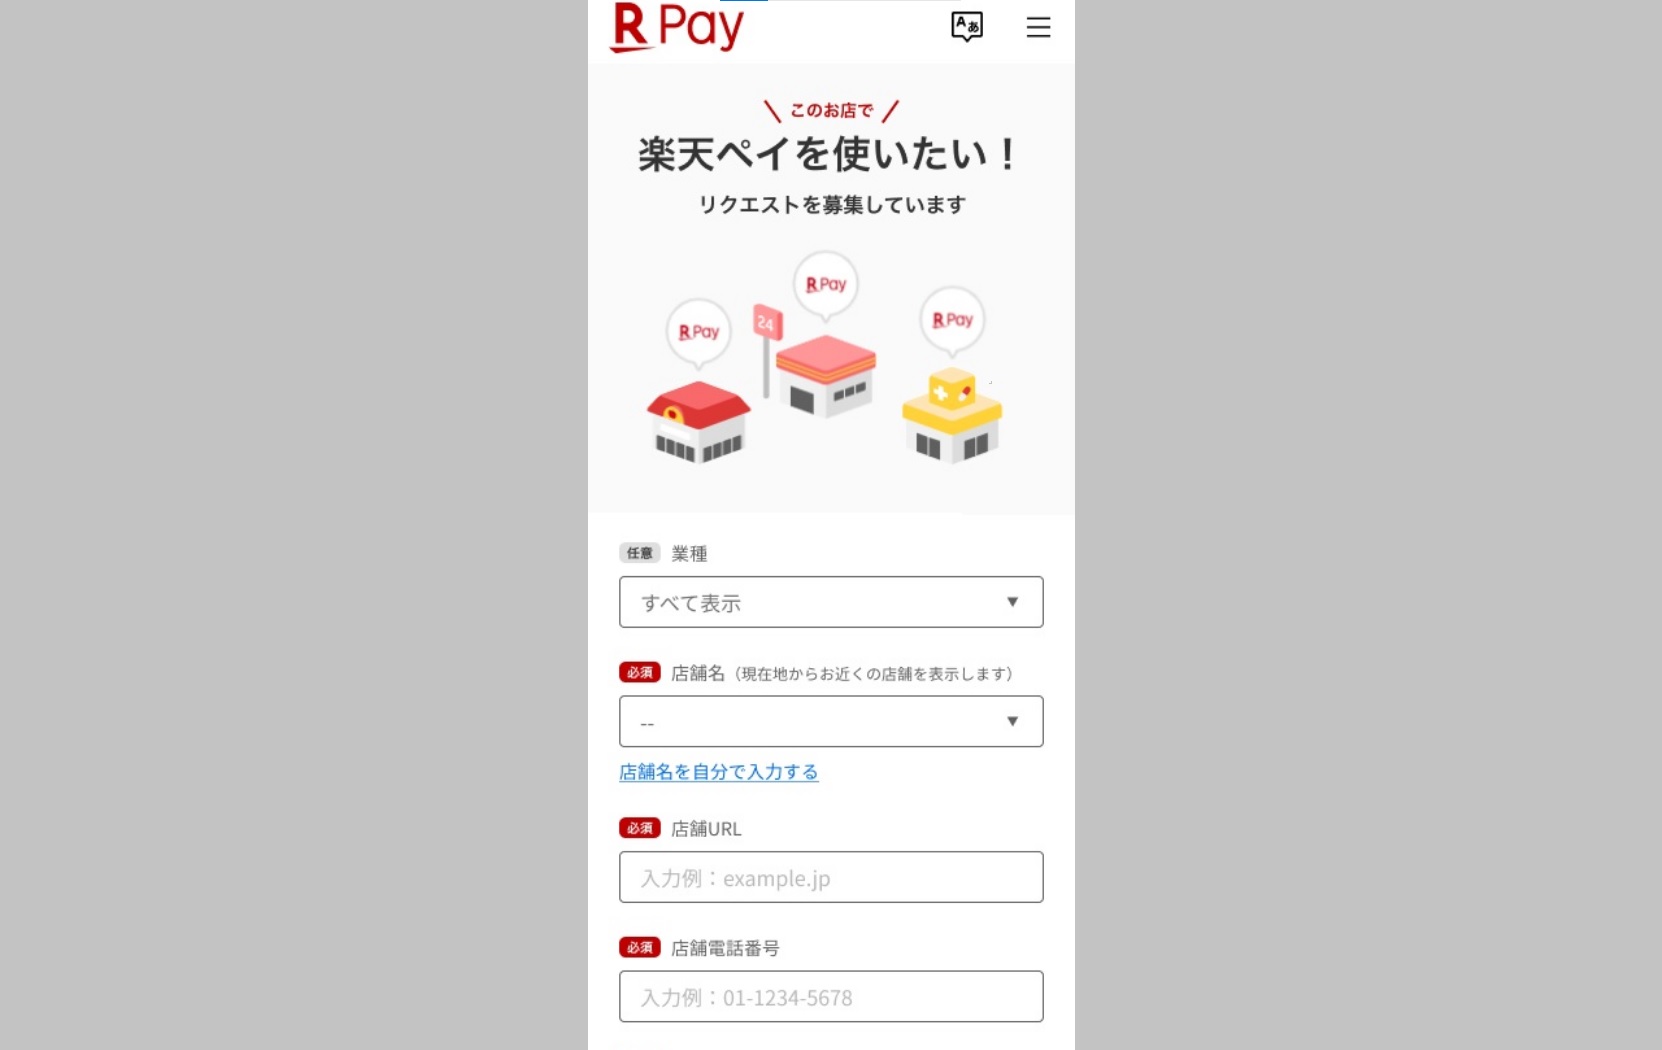 R Pay
Aあ
このお店で
楽天ペイを使いたい！
リクエストを募集しています
R Pay
R Pay
R Pay
24
任意 業種
すべて表示
必須 店舗名（現在地からお近くの店舗を表示します）
--
店舗名を自分で入力する
必須 店舗URL
入力例：example.jp
必須 店舗電話番号
入力例：01-1234-5678